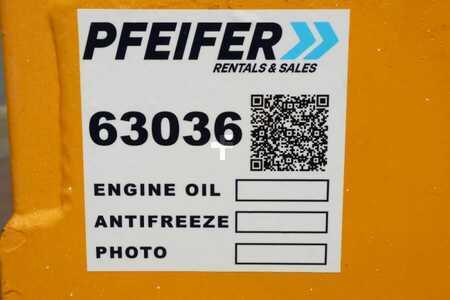 PFEIFER
RENTALS & SALES
63036
ENGINE OIL
ANTIFREEZE
PHOTO